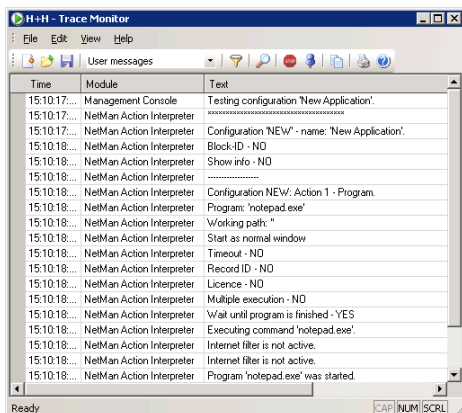 H+H - Trace Monitor
File Edit View Help
User messages
Time Module Text
15:10:17:... Management Console Testing configuration 'New Application'.
15:10:17:... NetMan Action Interpreter
15:10:17:... NetMan Action Interpreter Configuration 'NEW' - name: 'New Application'.
15:10:18:... NetMan Action Interpreter Block-ID - NO
15:10:18:... NetMan Action Interpreter Show info - NO
15:10:18:... NetMan Action Interpreter -------------------
15:10:18:... NetMan Action Interpreter Configuration NEW: Action 1 - Program.
15:10:18:... NetMan Action Interpreter Program: 'notepad.exe'
15:10:18:... NetMan Action Interpreter Working path: ''
15:10:18:... NetMan Action Interpreter Start as normal window
15:10:18:... NetMan Action Interpreter Timeout - NO
15:10:18:... NetMan Action Interpreter Record ID - NO
15:10:18:... NetMan Action Interpreter Licence - NO
15:10:18:... NetMan Action Interpreter Multiple execution - NO
15:10:18:... NetMan Action Interpreter Wait until program is finished - YES
15:10:18:... NetMan Action Interpreter Executing command 'notepad.exe'.
15:10:18:... NetMan Action Interpreter Internet filter is not active.
15:10:18:... NetMan Action Interpreter Internet filter is not active.
15:10:18:... NetMan Action Interpreter Program 'notepad.exe' was started.
Ready CAP NUM SCRL